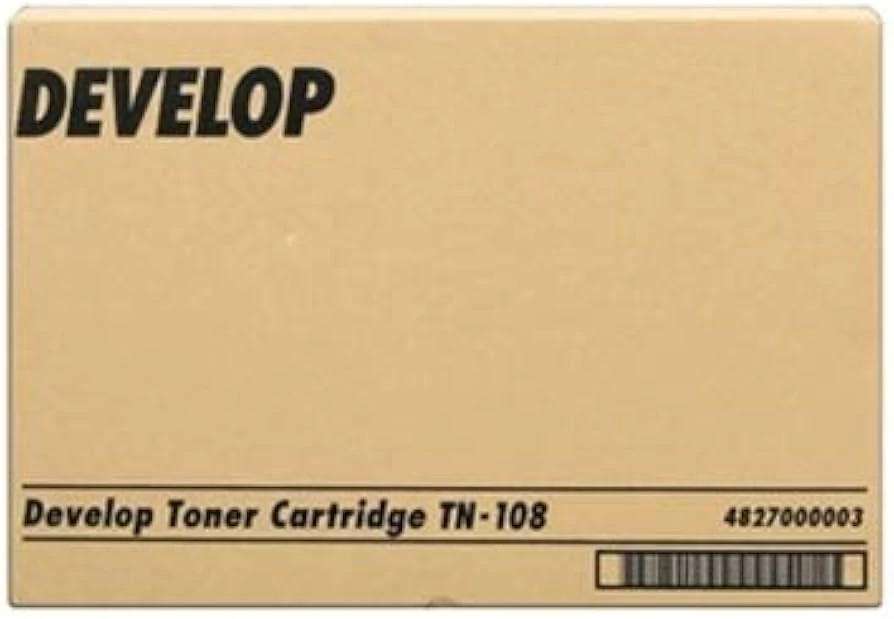 DEVELOP
Develop Toner Cartridge TN-108 4827000003